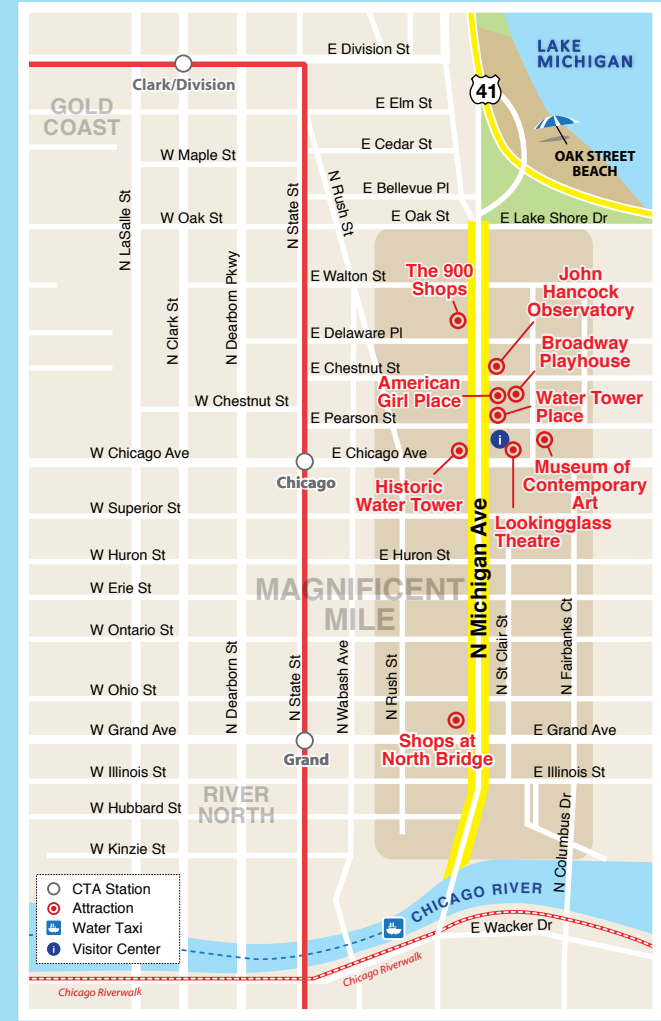 E Division St
LAKE
MICHIGAN
Clark/Division
41
GOLD
COAST
E Elm St
E Cedar St
W Maple St
OAK STREET
BEACH
E Bellevue Pl
N Rush St
N State St
N LaSalle St
W Oak St
E Oak St
E Lake Shore Dr
N Dearborn Pkwy
N Clark St
E Walton St
The 900
Shops
John
Hancock
Observatory
E Delaware Pl
Broadway
Playhouse
E Chestnut St
American
Girl Place
Water Tower
Place
W Chestnut St
E Pearson St
W Chicago Ave
E Chicago Ave
i
Chicago
Historic
Water Tower
Museum of
Contemporary
Art
W Superior St
Lookingglass
Theatre
N Michigan Ave
W Huron St
E Huron St
W Erie St
MAGNIFICENT
MILE
W Ontario St
N Dearborn St
N State St
N Wabash Ave
N Rush St
N St Clair St
N Fairbanks Ct
W Ohio St
W Grand Ave
E Grand Ave
Grand
Shops at
North Bridge
W Illinois St
E Illinois St
RIVER
NORTH
W Hubbard St
N Columbus Dr
W Kinzie St
CTA Station
Attraction
Water Taxi
i Visitor Center
CHICAGO RIVER
E Wacker Dr
Chicago Riverwalk
Chicago Riverwalk